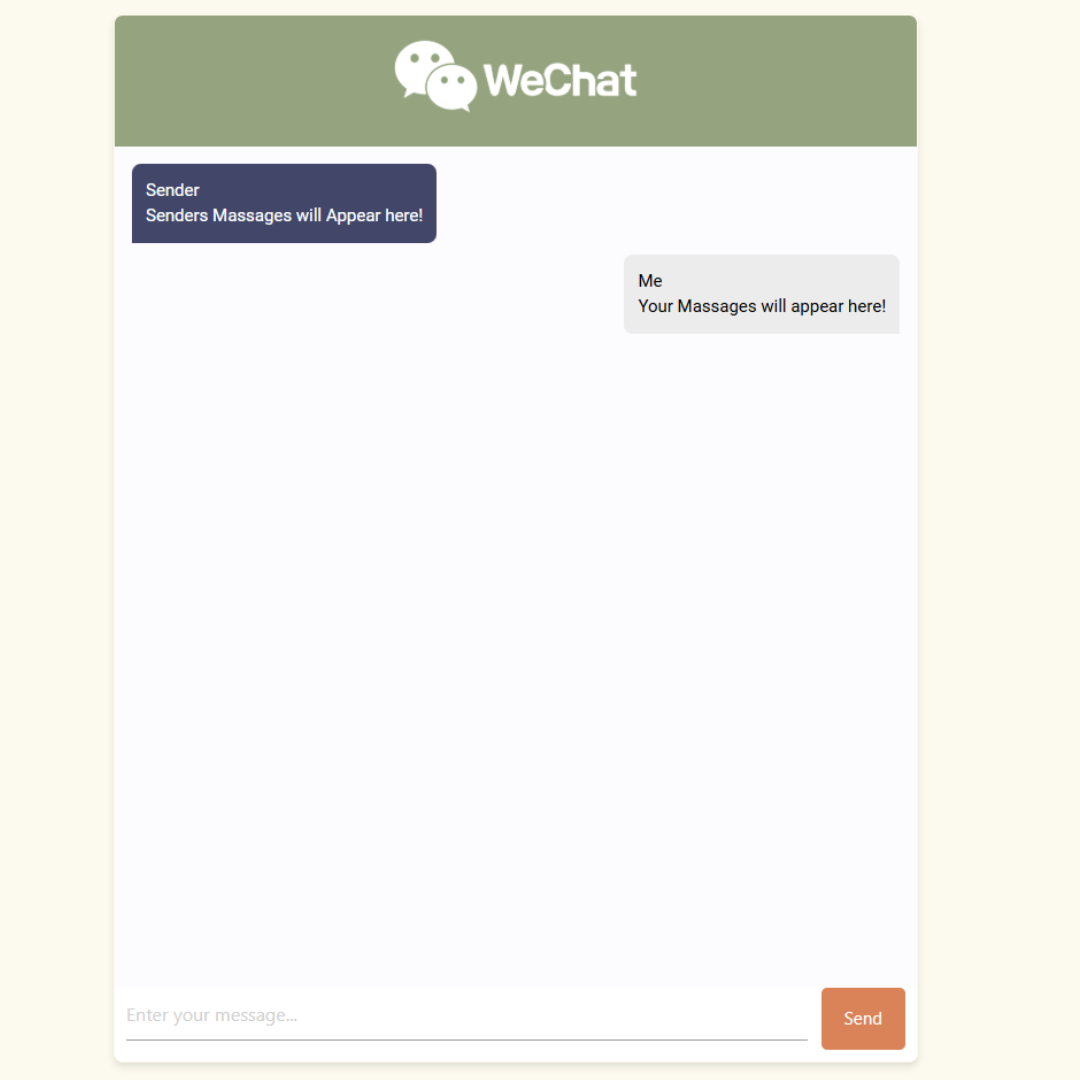 WeChat
Sender
Senders Massages will Appear here!
Me
Your Massages will appear here!
Enter your message...
Send